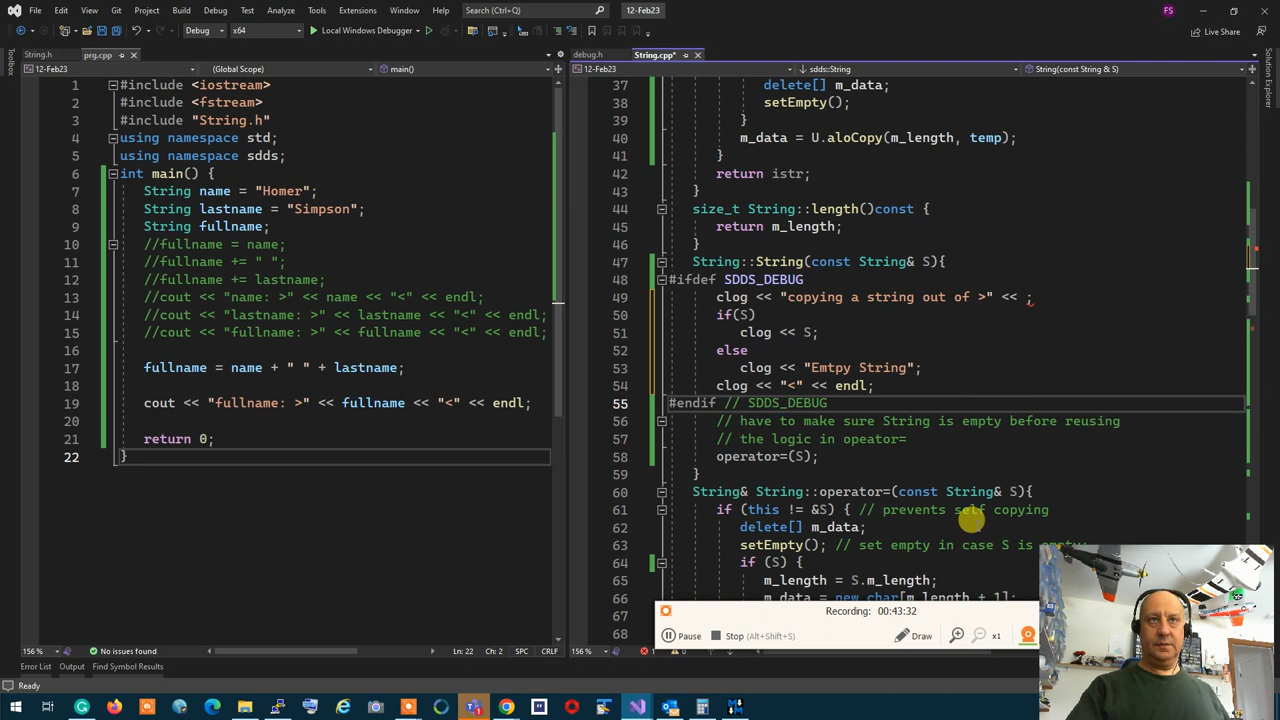 File Edit View Git Project Build Debug Test Analyze Tools Extensions Window Help Search (Ctrl+Q) 12-Feb23 FS
Debug x64 Local Windows Debugger Live Share
String.h prg.cpp debug.h String.cpp*
12-Feb23 (Global Scope) main() 12-Feb23 sdds::String String(const String & S)
Toolbox
Solution Explorer
1 #include <iostream>
2 #include <fstream>
3 #include "String.h"
4 using namespace std;
5 using namespace sdds;
6 int main() {
7 String name = "Homer";
8 String lastname = "Simpson";
9 String fullname;
10 //fullname = name;
11 //fullname += " ";
12 //fullname += lastname;
13 //cout << "name: >" << name << "<" << endl;
14 //cout << "lastname: >" << lastname << "<" << endl;
15 //cout << "fullname: >" << fullname << "<" << endl;
16
17 fullname = name + " " + lastname;
18
19 cout << "fullname: >" << fullname << "<" << endl;
20
21 return 0;
22 }
37 delete[] m_data;
38 setEmpty();
39 }
40 m_data = U.aloCopy(m_length, temp);
41 }
42 return istr;
43 }
44 size_t String::length()const {
45 return m_length;
46 }
47 String::String(const String& S){
48 #ifdef SDDS_DEBUG
49 clog << "copying a string out of >" << ;
50 if(S)
51 clog << S;
52 else
53 clog << "Emtpy String";
54 clog << "<" << endl;
55 #endif // SDDS_DEBUG
56 // have to make sure String is empty before reusing
57 // the logic in opeator=
58 operator=(S);
59 }
60 String& String::operator=(const String& S){
61 if (this != &S) { // prevents self copying
62 delete[] m_data;
63 setEmpty(); // set empty in case S is empty;
64 if (S) {
65 m_length = S.m_length;
66 m_data = new char[m_length + 1];
67
68
Recording: 00:43:32
Pause Stop (Alt+Shift+S) Draw x1
156 % No issues found Ln: 22 Ch: 2 SPC CRLF 156 % 1
Error List Output Find Symbol Results
Ready